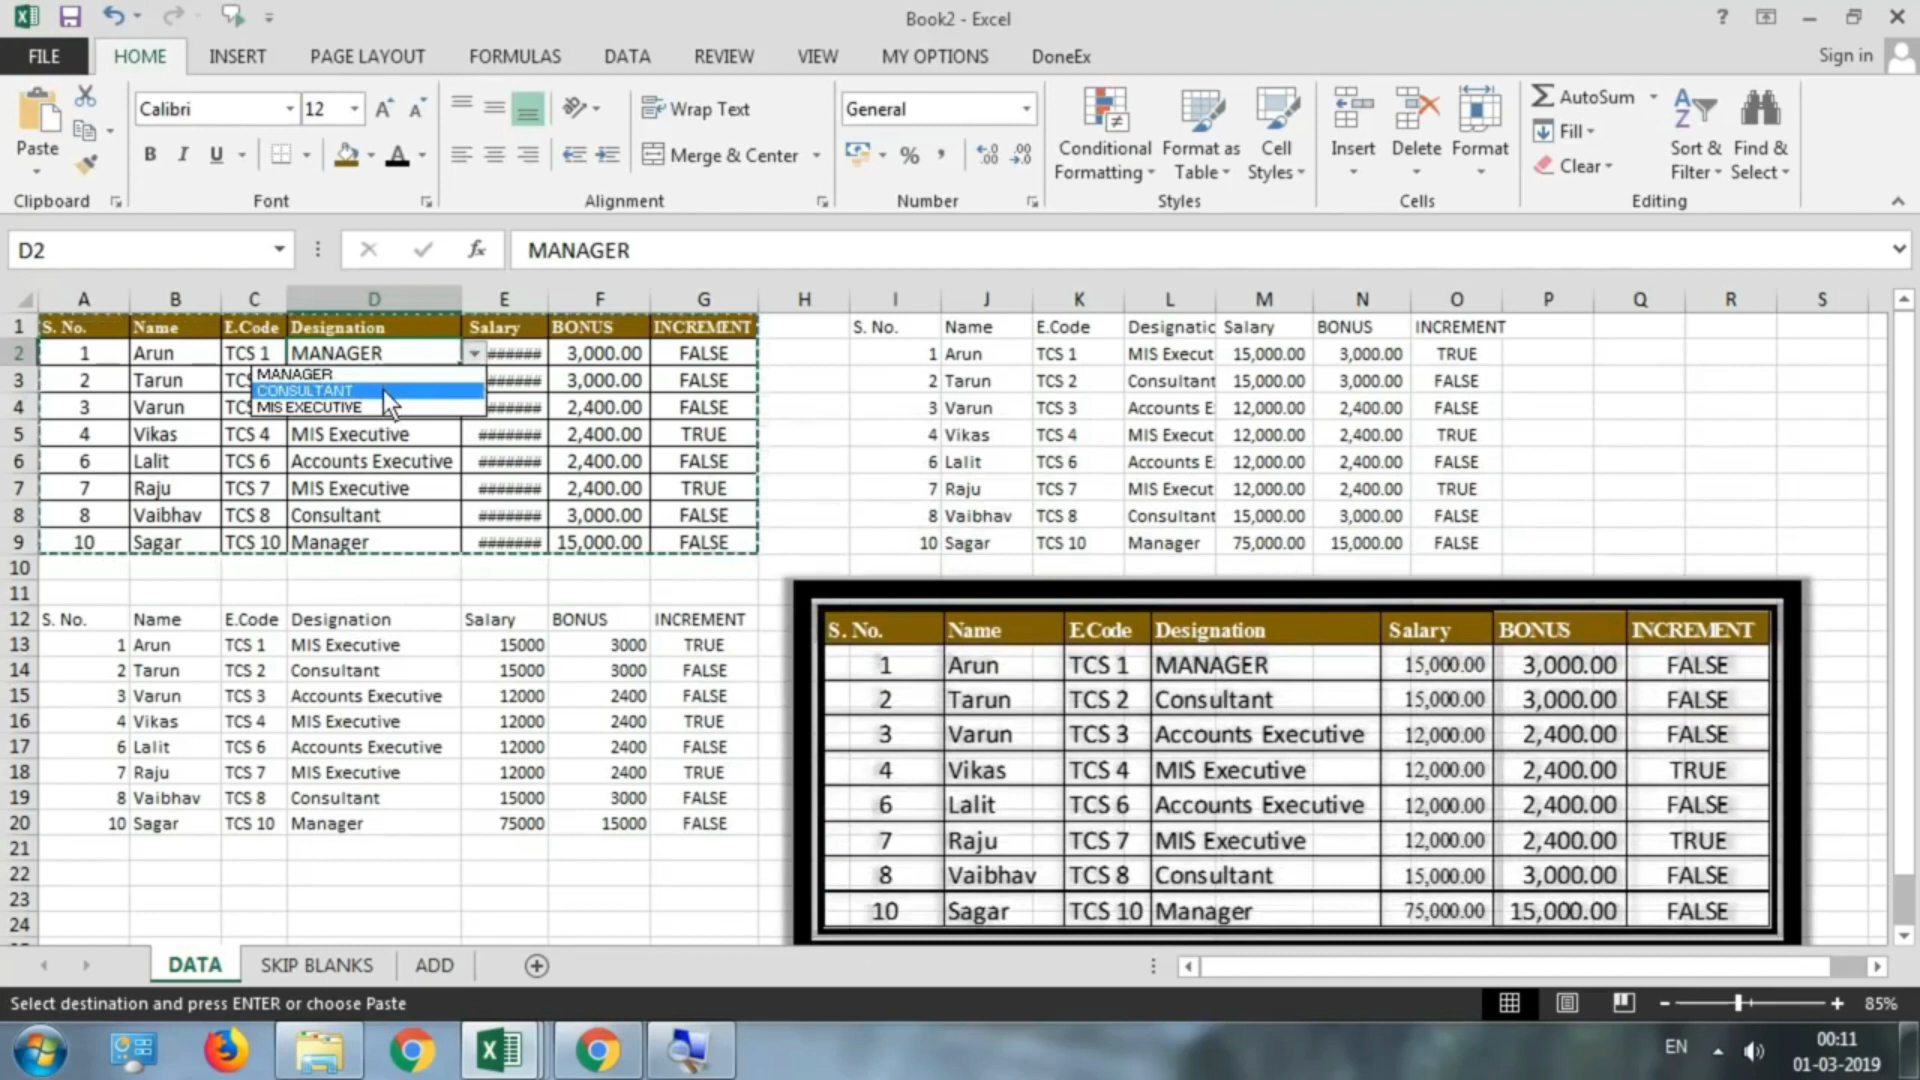 Book2 - Excel
FILE HOME INSERT PAGE LAYOUT FORMULAS DATA REVIEW VIEW MY OPTIONS DoneEx Sign in
Calibri 12 Wrap Text General AutoSum
Paste B I U Merge & Center % Conditional Formatting Format as Table Cell Styles Insert Delete Format Fill Clear Sort & Filter Find & Select
Clipboard Font Alignment Number Styles Cells Editing
D2 fx MANAGER
A B C D E F G H I J K L M N O P Q R S
1 S. No. Name E.Code Designation Salary BONUS INCREMENT S. No. Name E.Code Designatic Salary BONUS INCREMENT
2 1 Arun TCS 1 MANAGER ###### 3,000.00 FALSE 1 Arun TCS 1 MIS Execut 15,000.00 3,000.00 TRUE
MANAGER
3 2 Tarun TCS ###### 3,000.00 FALSE 2 Tarun TCS 2 Consultant 15,000.00 3,000.00 FALSE
CONSULTANT
4 3 Varun TCS ###### 2,400.00 FALSE 3 Varun TCS 3 Accounts E 12,000.00 2,400.00 FALSE
MIS EXECUTIVE
5 4 Vikas TCS 4 MIS Executive ####### 2,400.00 TRUE 4 Vikas TCS 4 MIS Execut 12,000.00 2,400.00 TRUE
6 6 Lalit TCS 6 Accounts Executive ####### 2,400.00 FALSE 6 Lalit TCS 6 Accounts E 12,000.00 2,400.00 FALSE
7 7 Raju TCS 7 MIS Executive ####### 2,400.00 TRUE 7 Raju TCS 7 MIS Execut 12,000.00 2,400.00 TRUE
8 8 Vaibhav TCS 8 Consultant ####### 3,000.00 FALSE 8 Vaibhav TCS 8 Consultant 15,000.00 3,000.00 FALSE
9 10 Sagar TCS 10 Manager ####### 15,000.00 FALSE 10 Sagar TCS 10 Manager 75,000.00 15,000.00 FALSE
10
11
12 S. No. Name E.Code Designation Salary BONUS INCREMENT
13 1 Arun TCS 1 MIS Executive 15000 3000 TRUE
14 2 Tarun TCS 2 Consultant 15000 3000 FALSE
15 3 Varun TCS 3 Accounts Executive 12000 2400 FALSE
16 4 Vikas TCS 4 MIS Executive 12000 2400 TRUE
17 6 Lalit TCS 6 Accounts Executive 12000 2400 FALSE
18 7 Raju TCS 7 MIS Executive 12000 2400 TRUE
19 8 Vaibhav TCS 8 Consultant 15000 3000 FALSE
20 10 Sagar TCS 10 Manager 75000 15000 FALSE
21
22
23
24
S. No. Name E.Code Designation Salary BONUS INCREMENT
1 Arun TCS 1 MANAGER 15,000.00 3,000.00 FALSE
2 Tarun TCS 2 Consultant 15,000.00 3,000.00 FALSE
3 Varun TCS 3 Accounts Executive 12,000.00 2,400.00 FALSE
4 Vikas TCS 4 MIS Executive 12,000.00 2,400.00 TRUE
6 Lalit TCS 6 Accounts Executive 12,000.00 2,400.00 FALSE
7 Raju TCS 7 MIS Executive 12,000.00 2,400.00 TRUE
8 Vaibhav TCS 8 Consultant 15,000.00 3,000.00 FALSE
10 Sagar TCS 10 Manager 75,000.00 15,000.00 FALSE
DATA SKIP BLANKS ADD
Select destination and press ENTER or choose Paste 85%
EN 00:11
01-03-2019